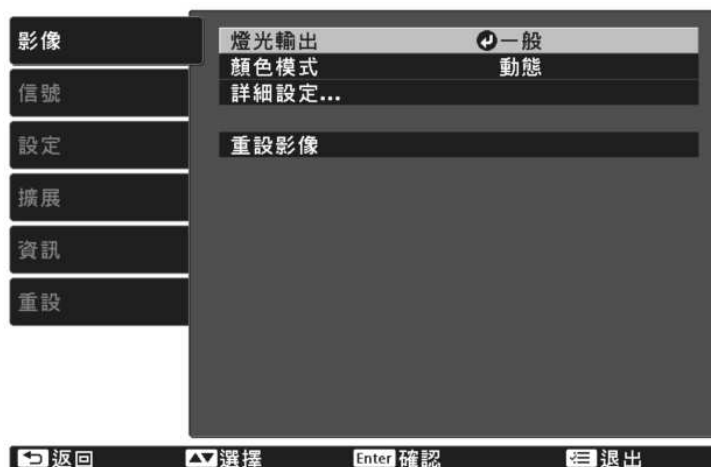 影像
信號
設定
擴展
資訊
重設
燈光輸出 一般
顏色模式 動態
詳細設定...
重設影像
返回 選擇 Enter 確認 退出